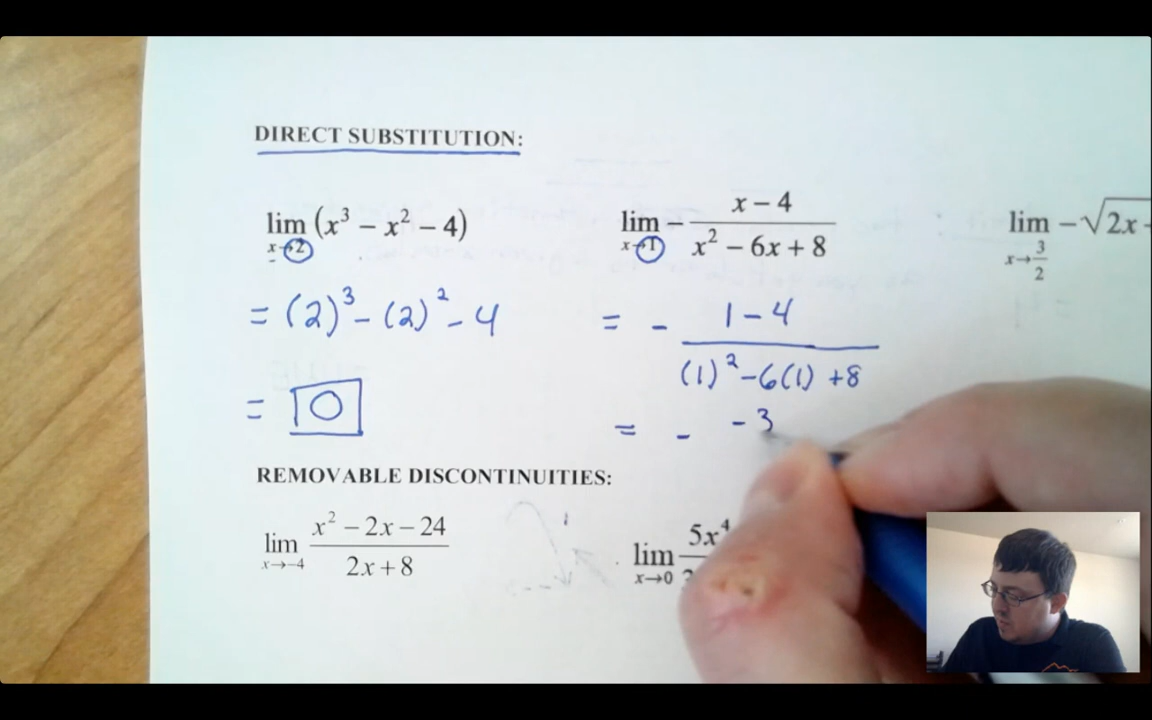 DIRECT SUBSTITUTION:
lim x→2 (x³ − x² − 4)
= (2)³ − (2)² − 4
= 0
lim x→1 − (x − 4)/(x² − 6x + 8)
= − (1 − 4)/((1)² − 6(1) + 8)
= − −3
lim x→3/2 −√2x −
REMOVABLE DISCONTINUITIES:
lim x→−4 (x² − 2x − 24)/(2x + 8)
lim x→0 5x⁴